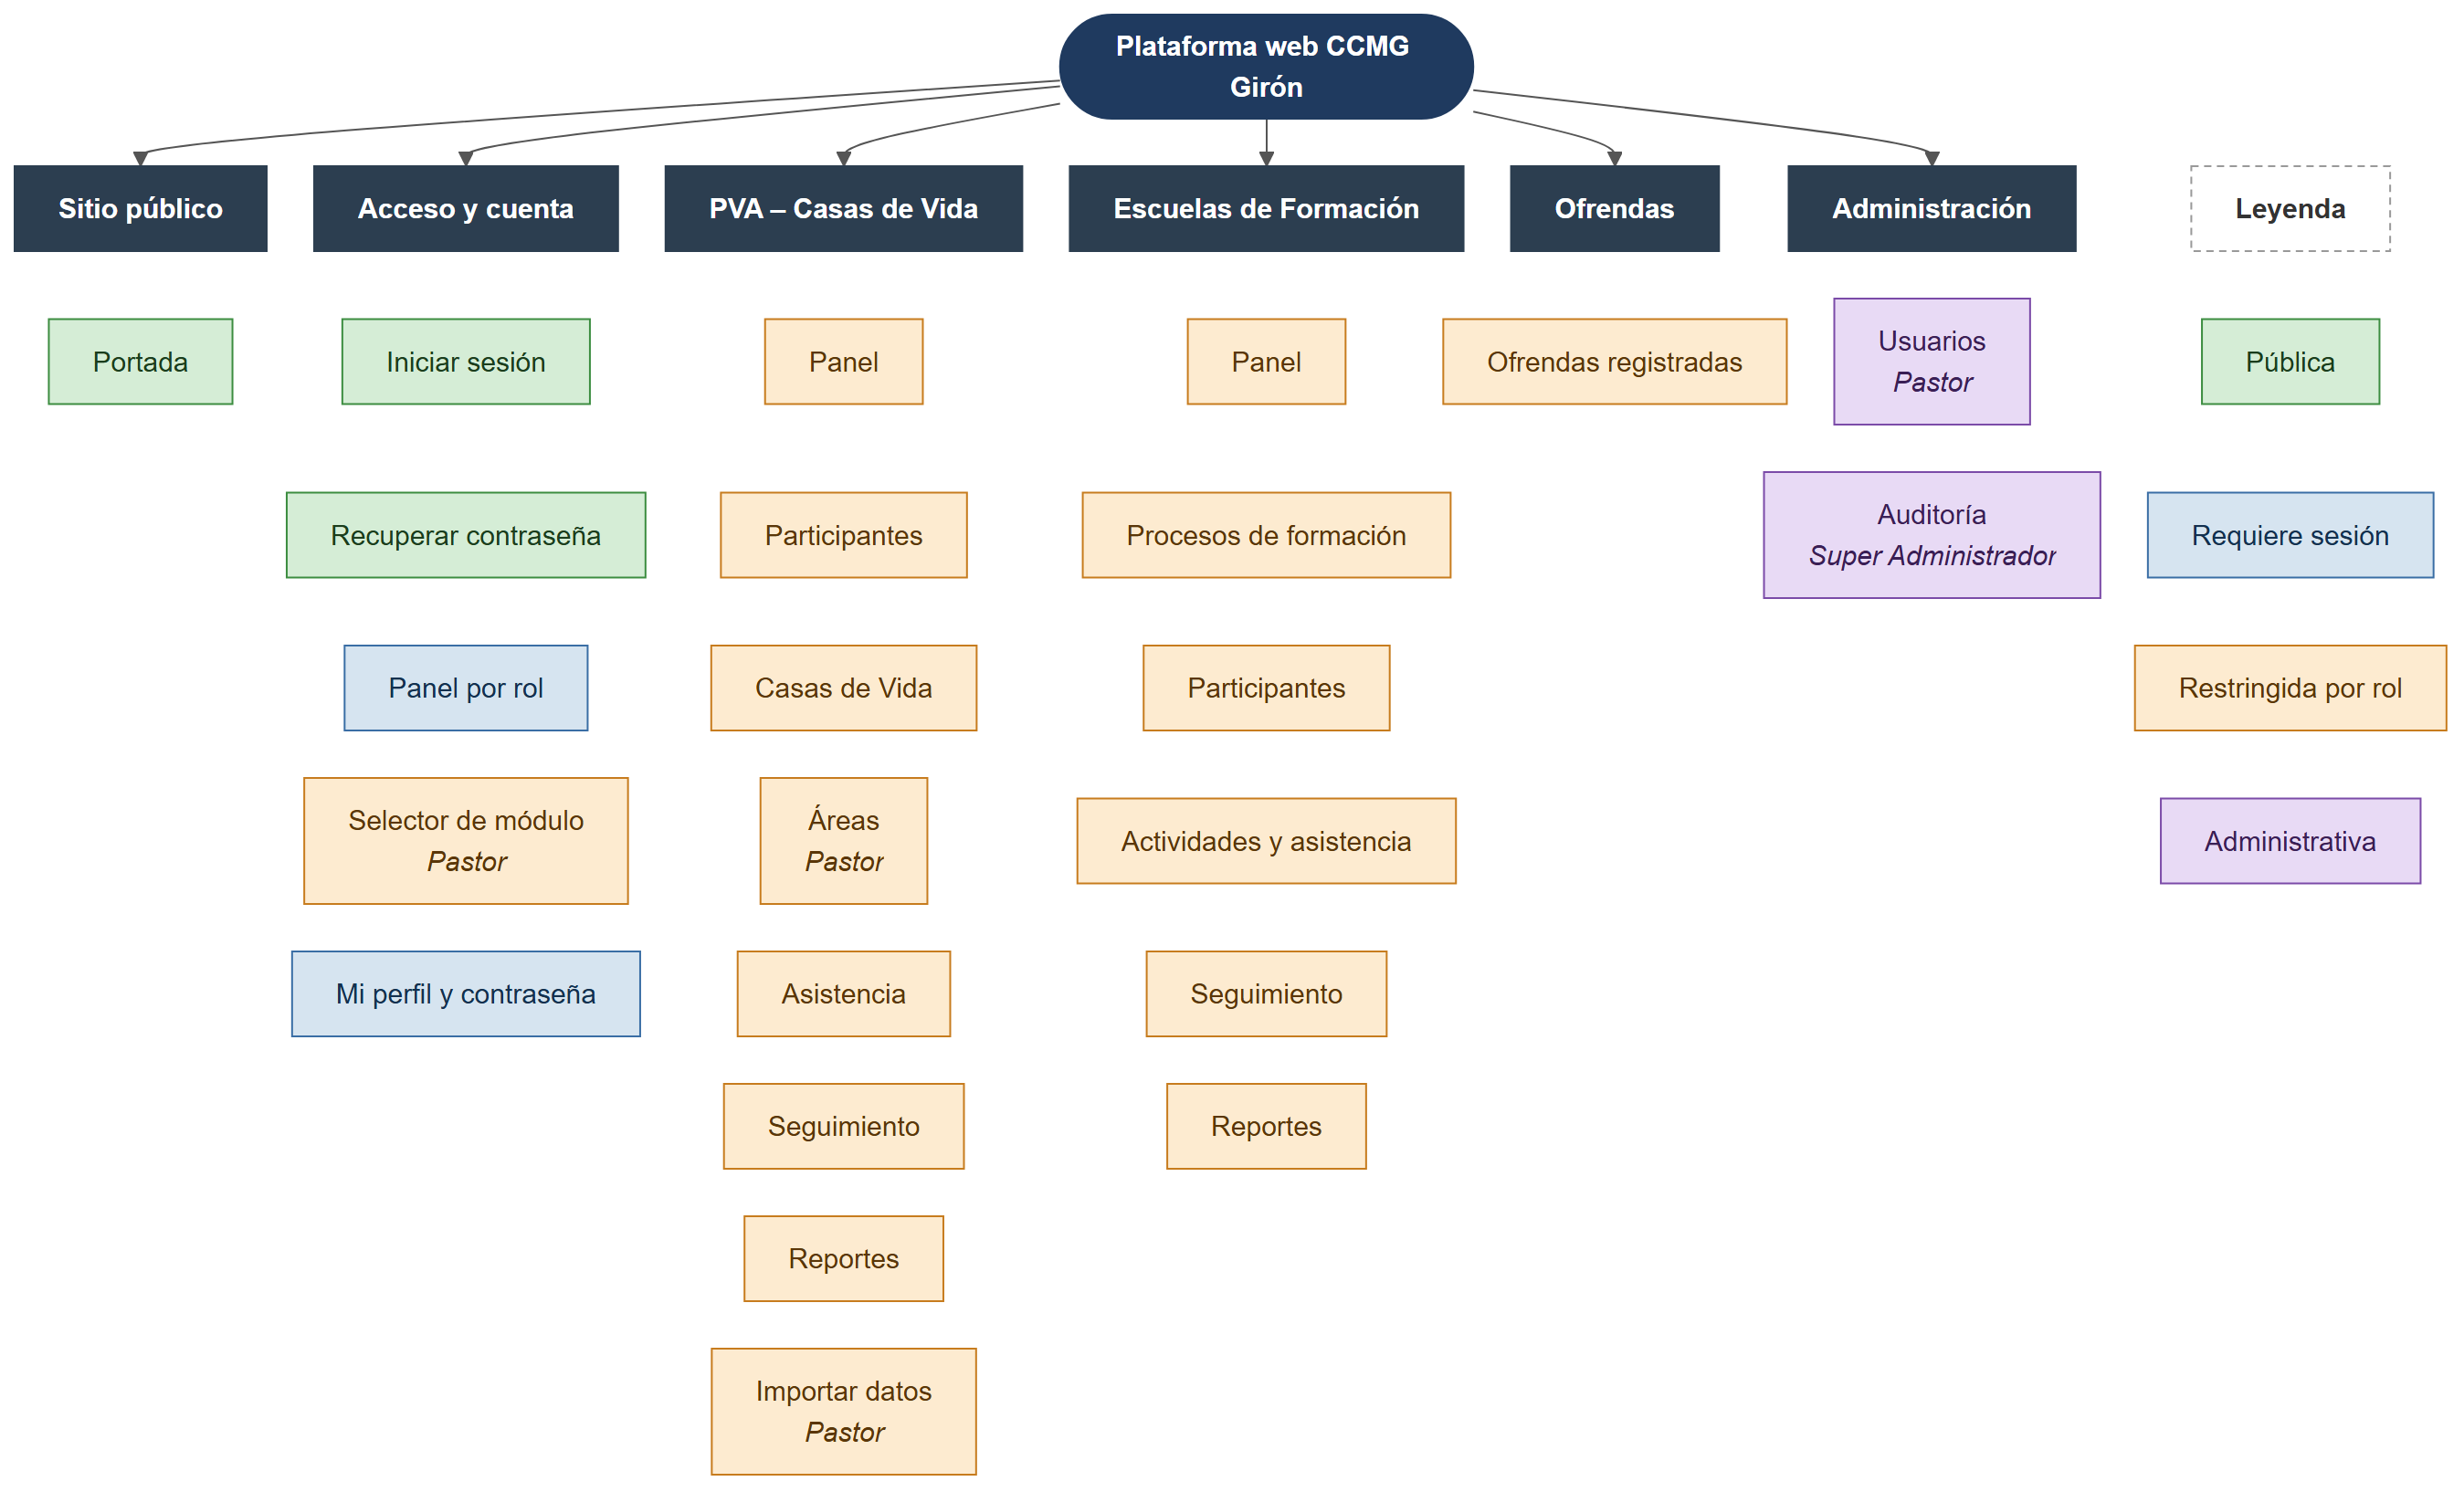 Plataforma web CCMG
Girón
Sitio público
Acceso y cuenta
PVA – Casas de Vida
Escuelas de Formación
Ofrendas
Administración
Leyenda
Portada
Iniciar sesión
Recuperar contraseña
Panel por rol
Selector de módulo
Pastor
Mi perfil y contraseña
Panel
Participantes
Casas de Vida
Áreas
Pastor
Asistencia
Seguimiento
Reportes
Importar datos
Pastor
Panel
Procesos de formación
Participantes
Actividades y asistencia
Seguimiento
Reportes
Ofrendas registradas
Usuarios
Pastor
Auditoría
Super Administrador
Pública
Requiere sesión
Restringida por rol
Administrativa